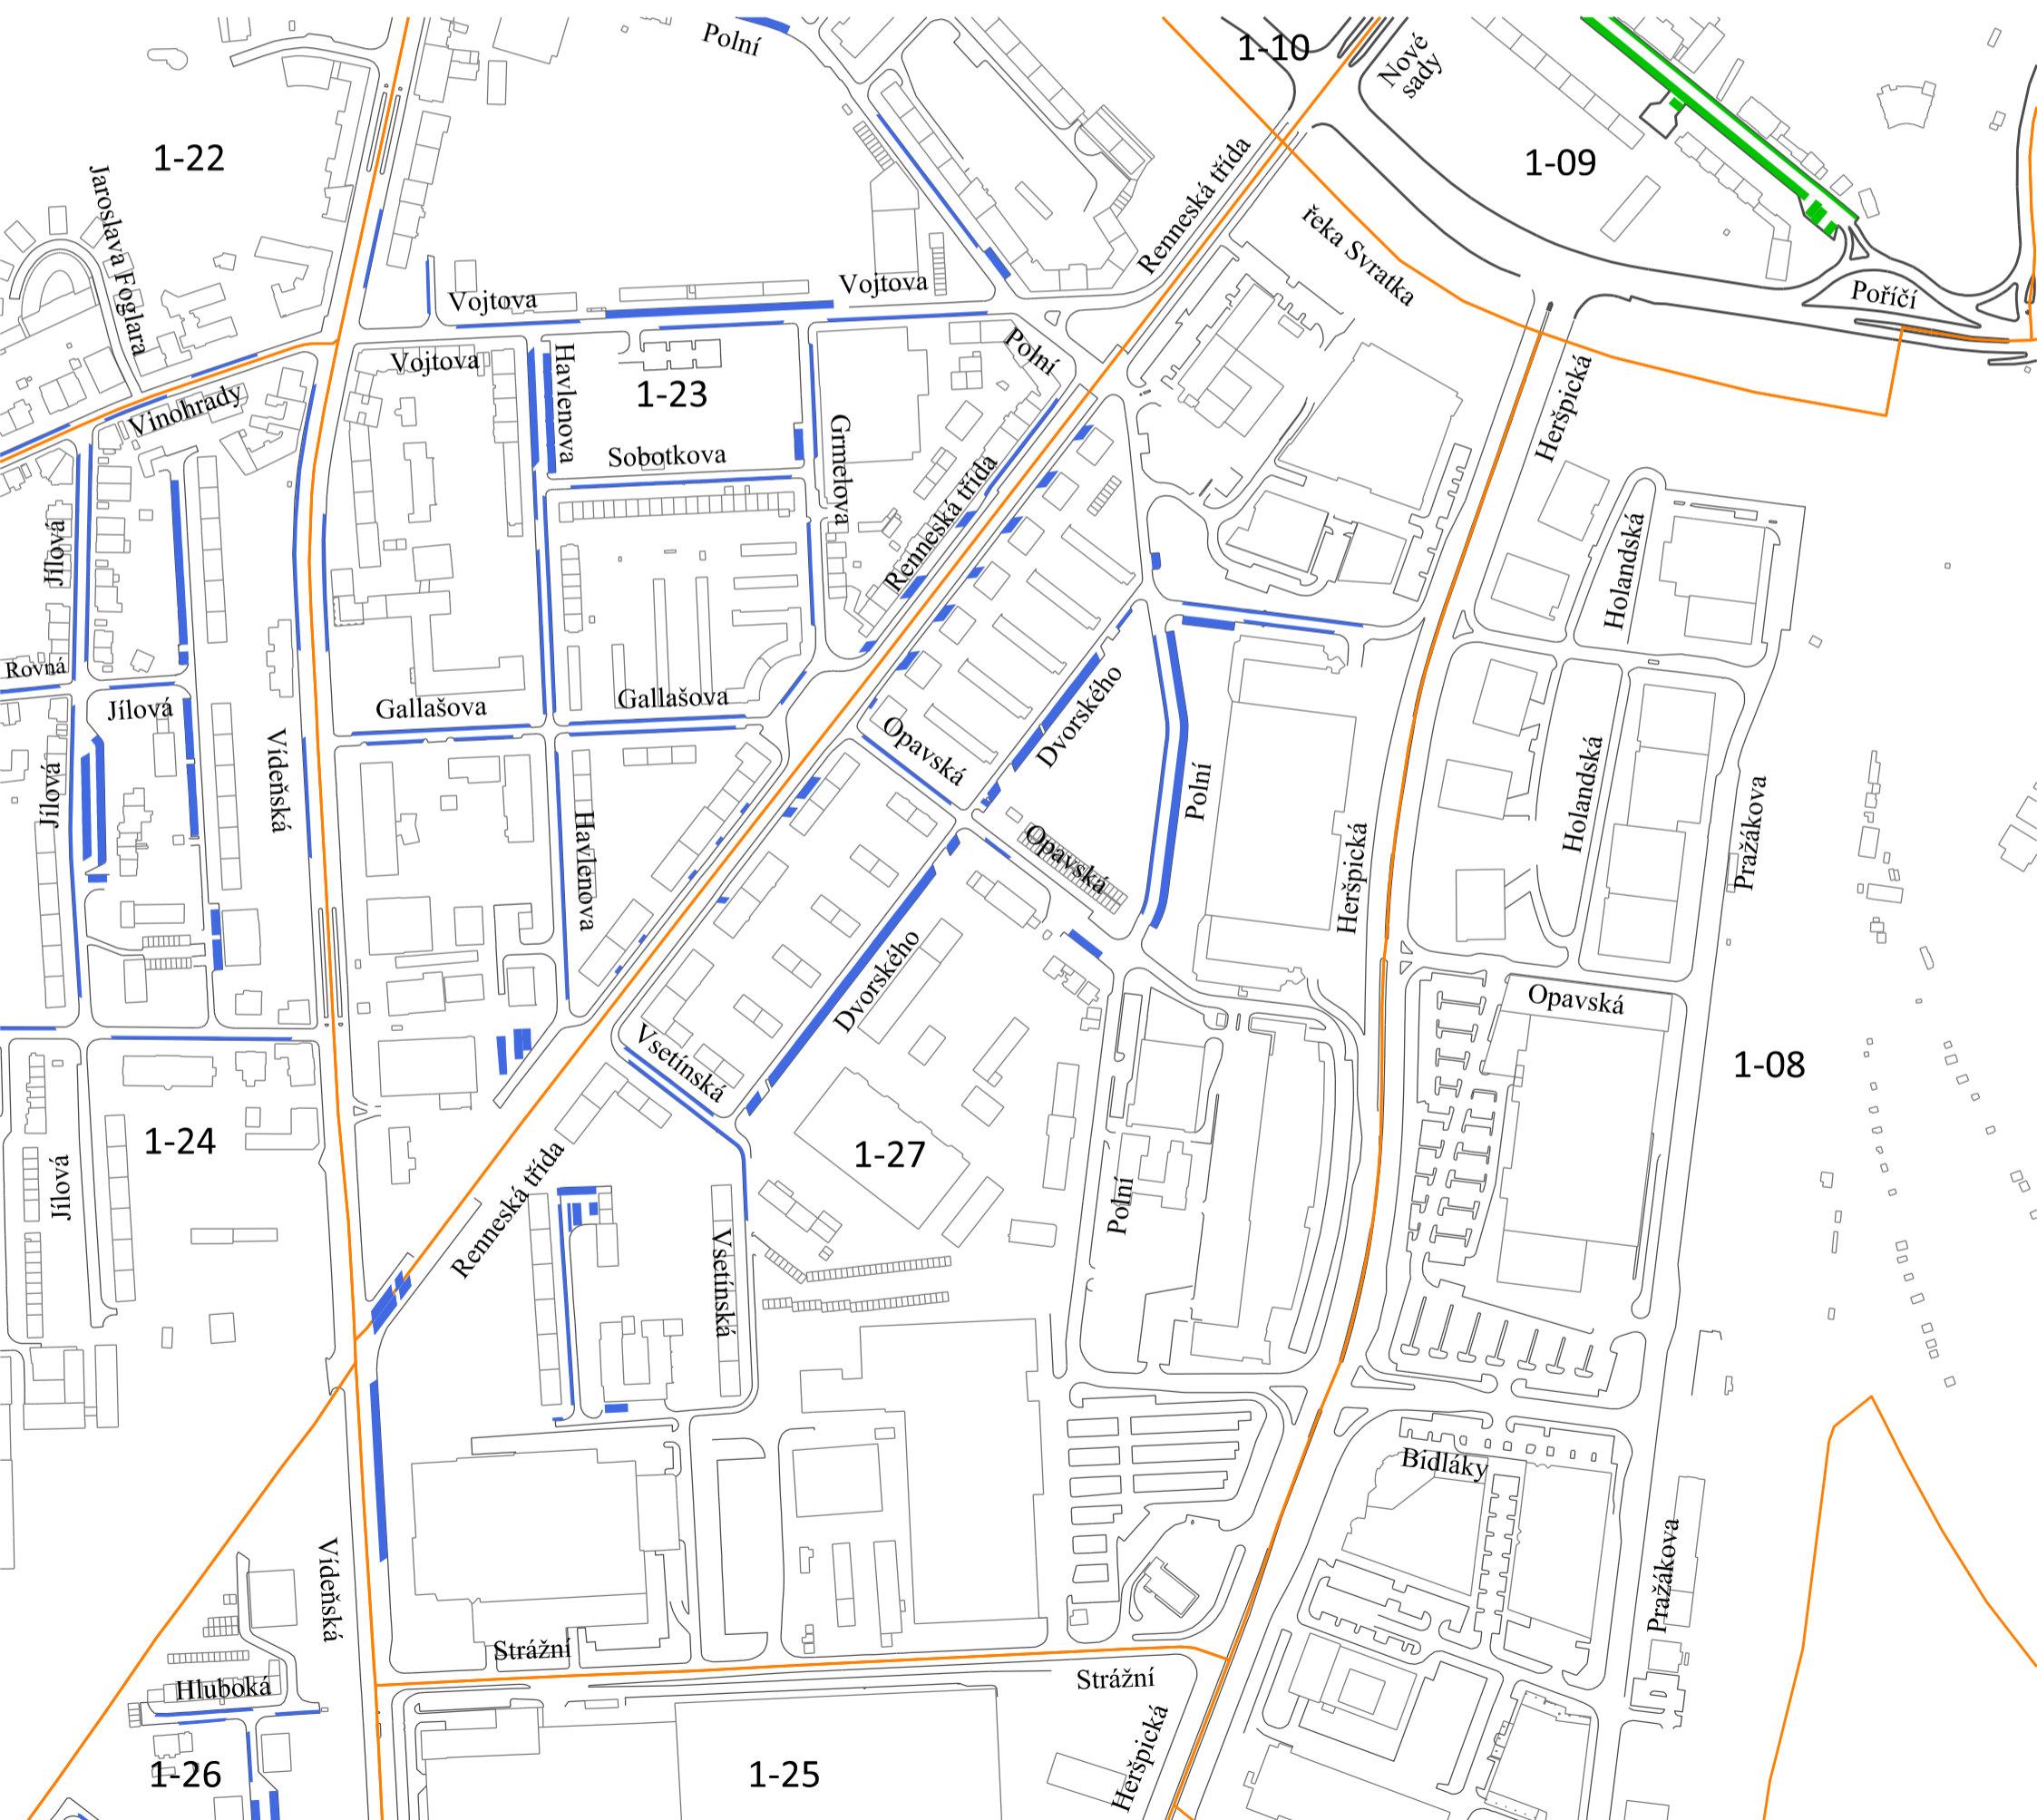 Polní
1-10
Nové
sady
1-22
1-09
Jaroslava Foglara
Renneská třída
řeka Svratka
Vojtova
Vojtova
Poříčí
Polní
Vojtova
Havlenova
1-23
Heršpická
Vinohrady
Sobotkova
Grmelova
Renneská třída
Jílová
Holandská
Rovná
Jílová
Gallašova
Gallašova
Dvorského
Opavská
Vídeňská
Jílová
Polní
Holandská
Pražákova
Havlenova
Opavská
Heršpická
Dvorského
Opavská
Vsetínská
1-08
1-24
1-27
Jílová
Renneská třída
Polní
Vsetínská
Bidláky
Vídeňská
Pražákova
Strážní
Strážní
Hluboká
Heršpická
1-26
1-25